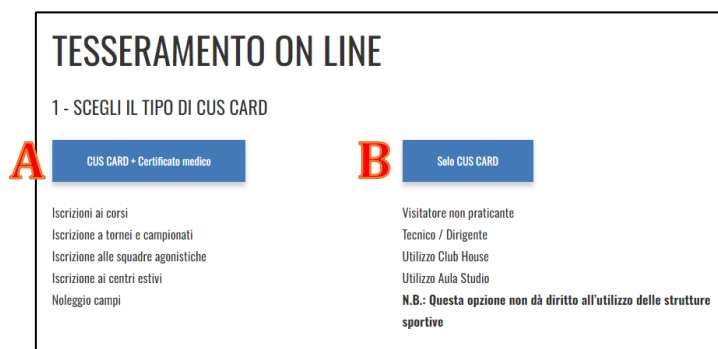 TESSERAMENTO ON LINE
1 - SCEGLI IL TIPO DI CUS CARD
A
CUS CARD + Certificato medico
B
Solo CUS CARD
Iscrizioni ai corsi
Iscrizione a tornei e campionati
Iscrizione alle squadre agonistiche
Iscrizione ai centri estivi
Noleggio campi
Visitatore non praticante
Tecnico / Dirigente
Utilizzo Club House
Utilizzo Aula Studio
N.B.: Questa opzione non dà diritto all'utilizzo delle strutture
sportive